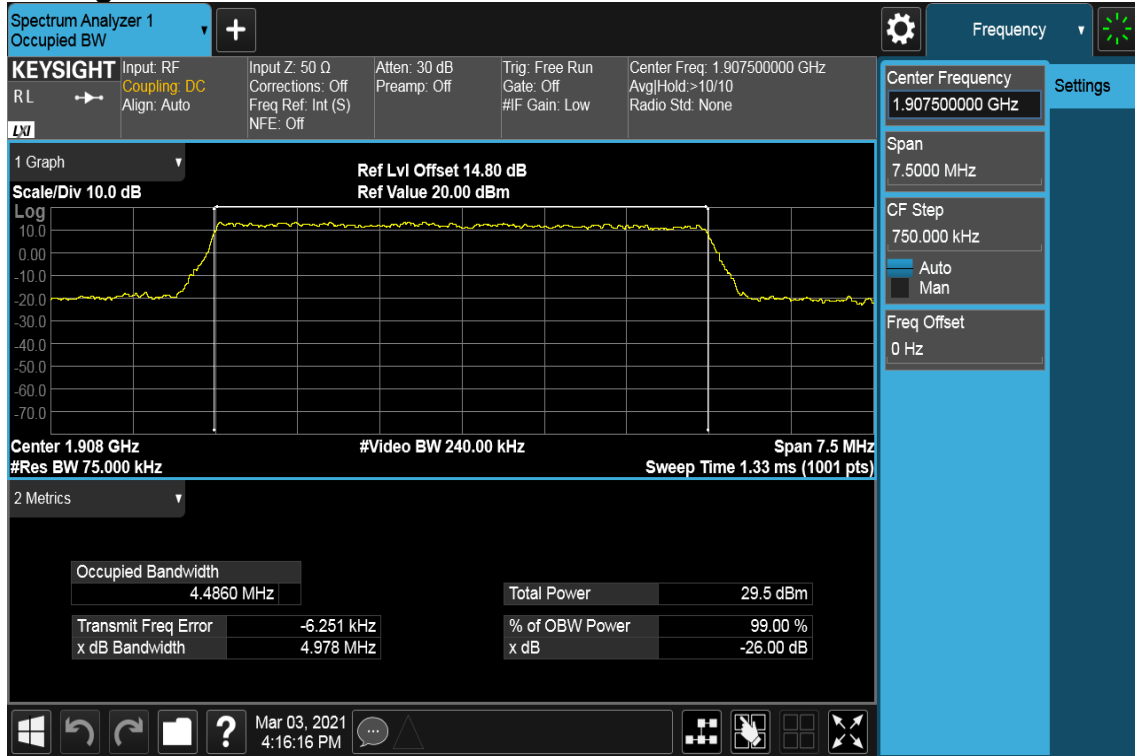 Spectrum Analyzer 1
Occupied BW
+
Frequency
KEYSIGHT
RL
LXI
Input: RF
Coupling: DC
Align: Auto
Input Z: 50 Ω
Corrections: Off
Freq Ref: Int (S)
NFE: Off
Atten: 30 dB
Preamp: Off
Trig: Free Run
Gate: Off
#IF Gain: Low
Center Freq: 1.907500000 GHz
Avg|Hold:>10/10
Radio Std: None
Center Frequency
1.907500000 GHz
Settings
Span
7.5000 MHz
CF Step
750.000 kHz
Auto
Man
Freq Offset
0 Hz
1 Graph
Scale/Div 10.0 dB
Ref Lvl Offset 14.80 dB
Ref Value 20.00 dBm
Log
10.0
0.00
-10.0
-20.0
-30.0
-40.0
-50.0
-60.0
-70.0
Center 1.908 GHz
#Video BW 240.00 kHz
Span 7.5 MHz
#Res BW 75.000 kHz
Sweep Time 1.33 ms (1001 pts)
2 Metrics
Occupied Bandwidth
4.4860 MHz
Total Power 29.5 dBm
Transmit Freq Error -6.251 kHz
% of OBW Power 99.00 %
x dB Bandwidth 4.978 MHz
x dB -26.00 dB
?
Mar 03, 2021
4:16:16 PM